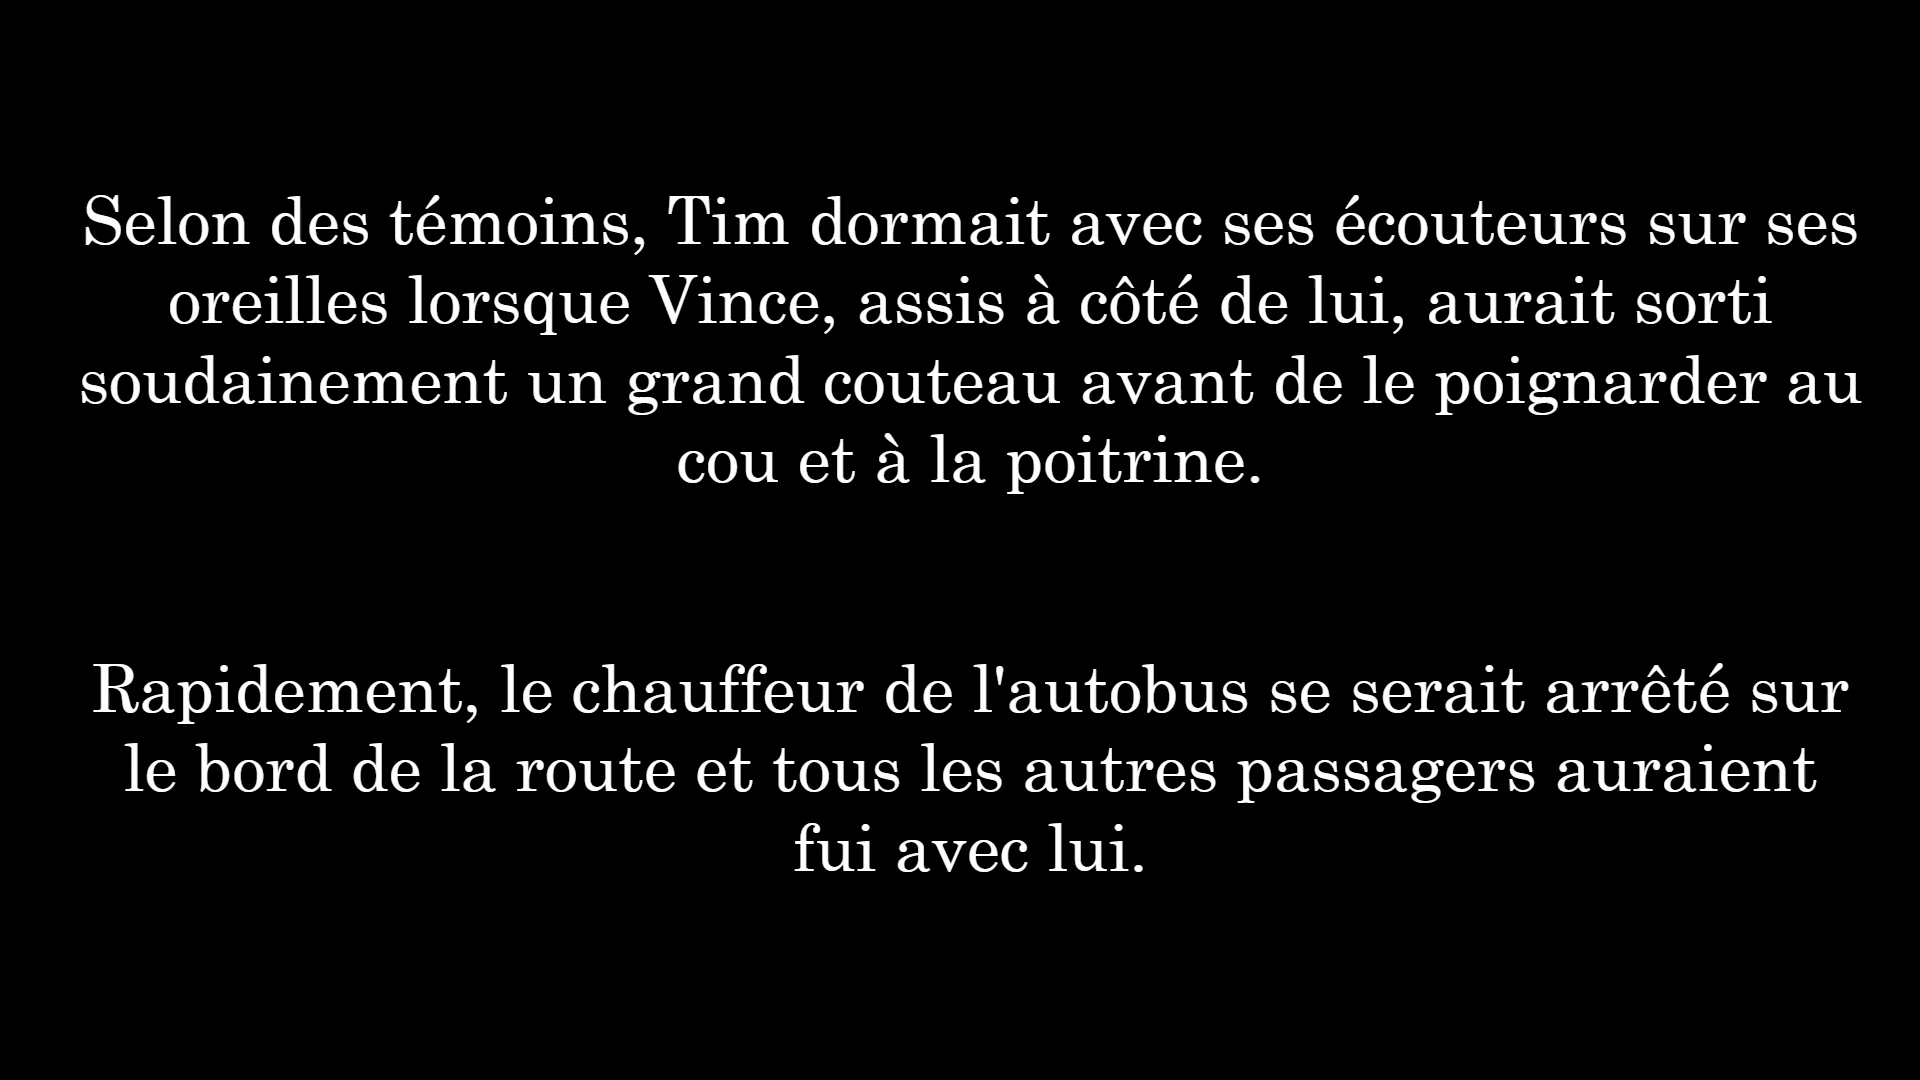 Selon des témoins, Tim dormait avec ses écouteurs sur ses
oreilles lorsque Vince, assis à côté de lui, aurait sorti
soudainement un grand couteau avant de le poignarder au
cou et à la poitrine.
Rapidement, le chauffeur de l'autobus se serait arrêté sur
le bord de la route et tous les autres passagers auraient
fui avec lui.